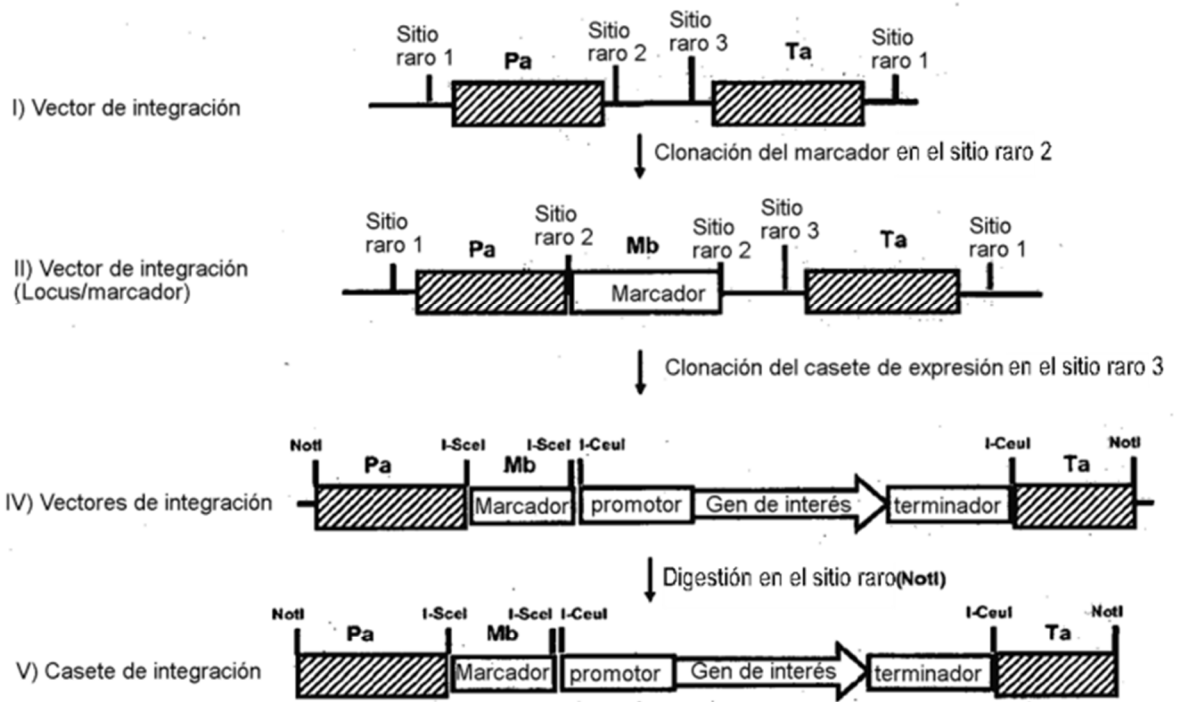 Sitio
raro 1
Pa
Sitio
raro 2
Sitio
raro 3
Ta
Sitio
raro 1
I) Vector de integración
Clonación del marcador en el sitio raro 2
Sitio
raro 1
Pa
Sitio
raro 2
Mb
Sitio
raro 2
Sitio
raro 3
Ta
Sitio
raro 1
II) Vector de integración
(Locus/marcador)
Marcador
Clonación del casete de expresión en el sitio raro 3
NotI
Pa
I-SceI
Mb
I-SceI
I-CeuI
I-CeuI
Ta
NotI
IV) Vectores de integración
Marcador
promotor
Gen de interés
terminador
Digestión en el sitio raro(NotI)
NotI
Pa
I-SceI
Mb
I-SceI
I-CeuI
I-CeuI
Ta
NotI
V) Casete de integración
Marcador
promotor
Gen de interés
terminador